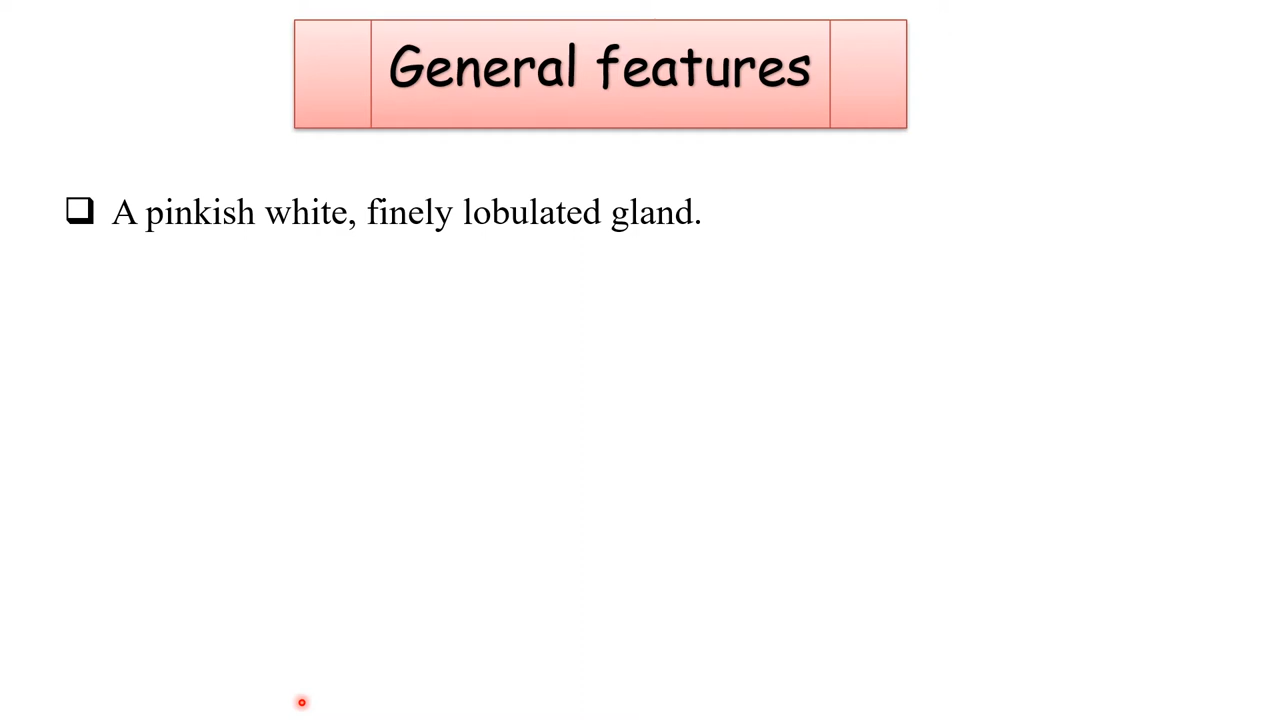 General features
❑ A pinkish white, finely lobulated gland.